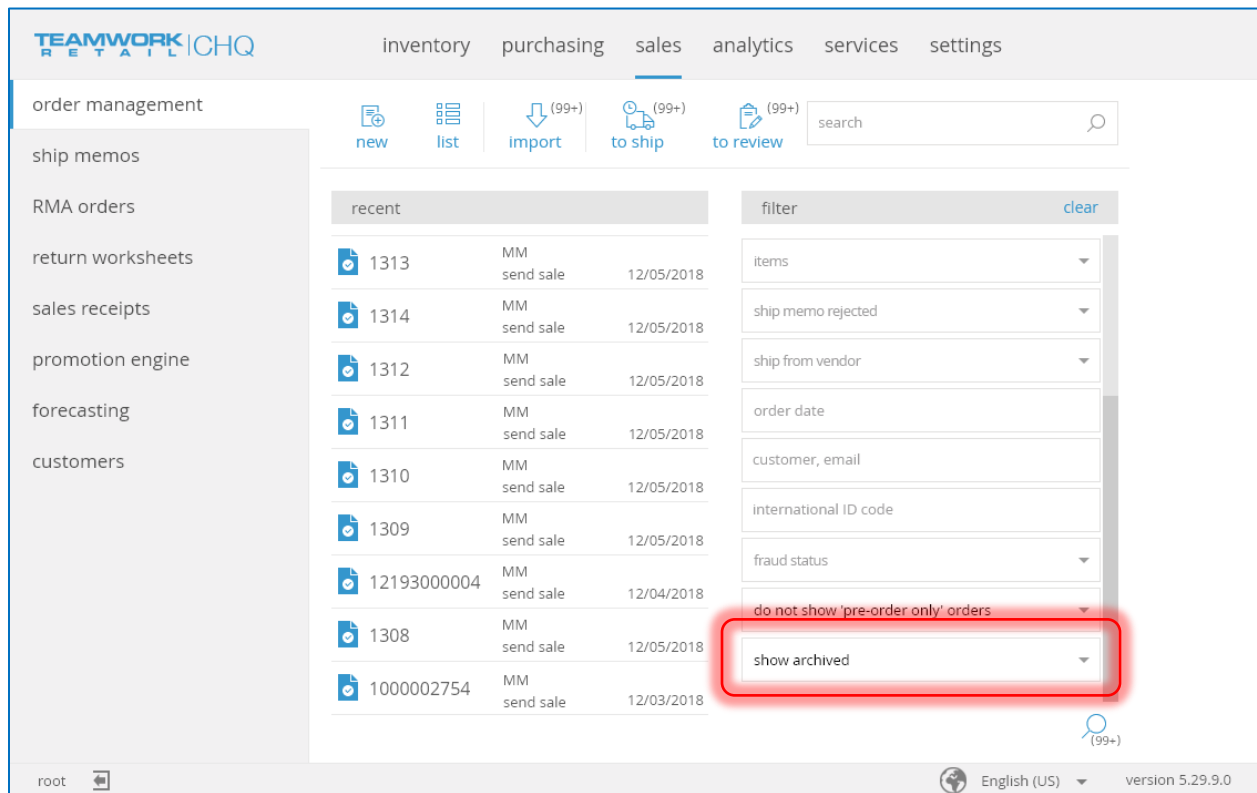 TEAMWORK RETAIL | CHQ
inventory purchasing sales analytics services settings
order management
ship memos
RMA orders
return worksheets
sales receipts
promotion engine
forecasting
customers
new
list
(99+)
import
(99+)
to ship
(99+)
to review
search
recent
1313 MM
send sale 12/05/2018
1314 MM
send sale 12/05/2018
1312 MM
send sale 12/05/2018
1311 MM
send sale 12/05/2018
1310 MM
send sale 12/05/2018
1309 MM
send sale 12/05/2018
12193000004 MM
send sale 12/04/2018
1308 MM
send sale 12/05/2018
1000002754 MM
send sale 12/03/2018
filter clear
items
ship memo rejected
ship from vendor
order date
customer, email
international ID code
fraud status
do not show 'pre-order only' orders
show archived
(99+)
root English (US) version 5.29.9.0